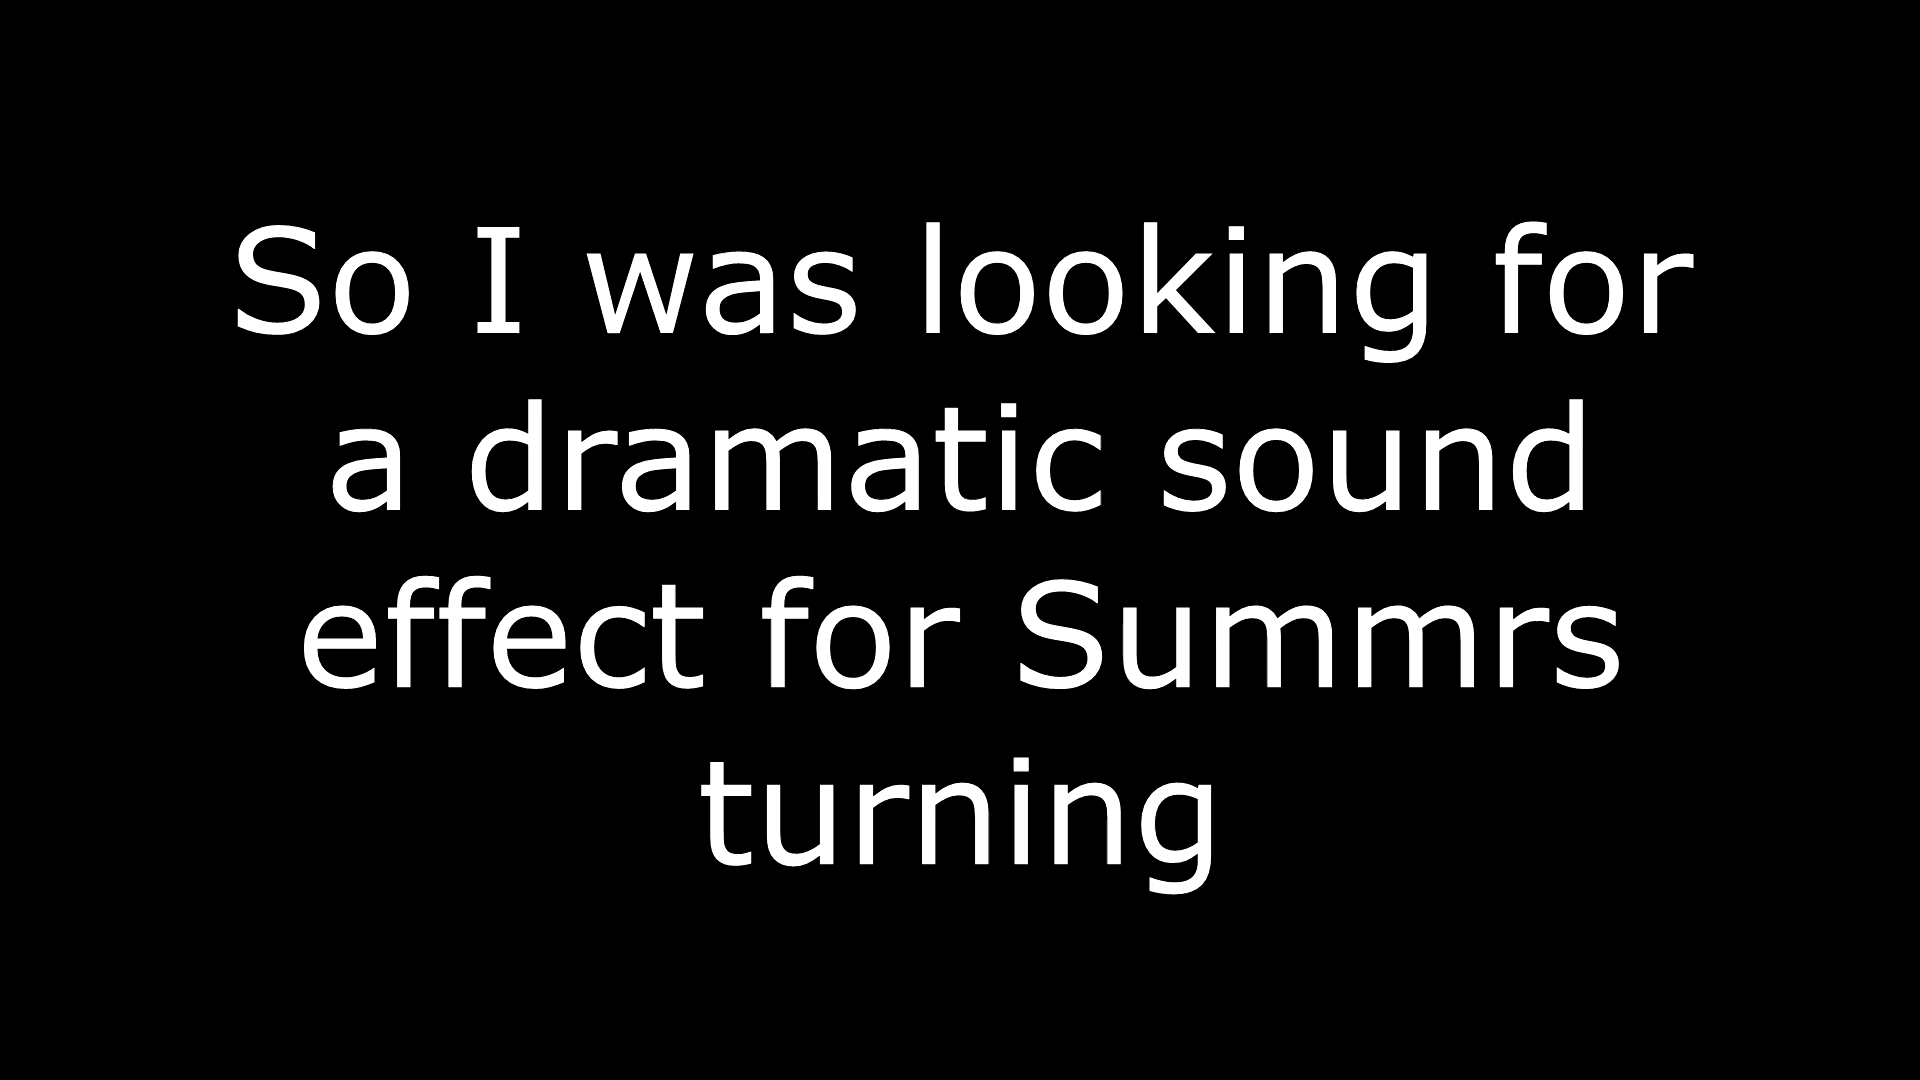 So I was looking for
a dramatic sound
effect for Summrs
turning